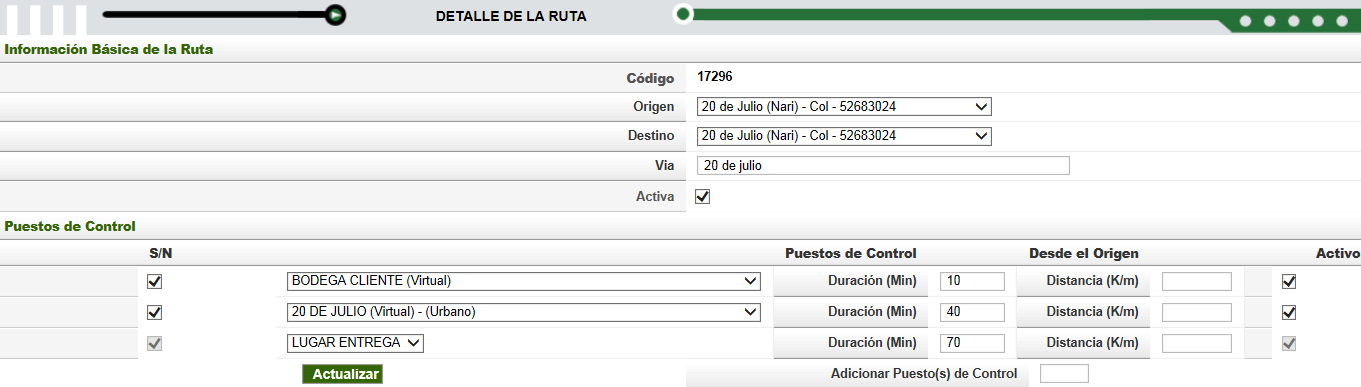 DETALLE DE LA RUTA
Información Básica de la Ruta
Código 17296
Origen 20 de Julio (Nari) - Col - 52683024
Destino 20 de Julio (Nari) - Col - 52683024
Via 20 de julio
Activa
Puestos de Control
S/N Puestos de Control Desde el Origen Activo
BODEGA CLIENTE (Virtual) Duración (Min) 10 Distancia (K/m)
20 DE JULIO (Virtual) - (Urbano) Duración (Min) 40 Distancia (K/m)
LUGAR ENTREGA Duración (Min) 70 Distancia (K/m)
Actualizar Adicionar Puesto(s) de Control